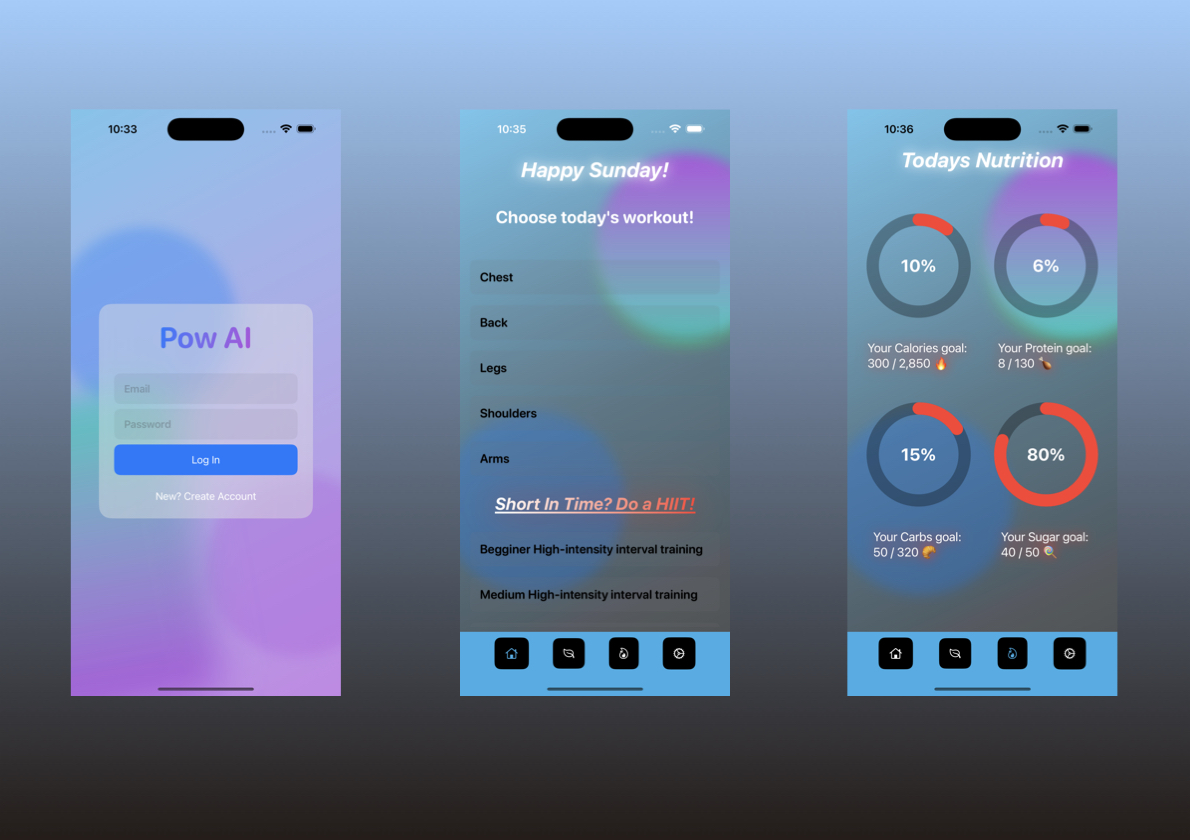 10:33
Pow AI
Email
Password
Log In
New? Create Account
10:35
Happy Sunday!
Choose today's workout!
Chest
Back
Legs
Shoulders
Arms
Short In Time? Do a HIIT!
Begginer High-intensity interval training
Medium High-intensity interval training
10:36
Todays Nutrition
10%
6%
Your Calories goal:
300 / 2,850 🔥
Your Protein goal:
8 / 130 🍗
15%
80%
Your Carbs goal:
50 / 320 🥐
Your Sugar goal:
40 / 50 🍭